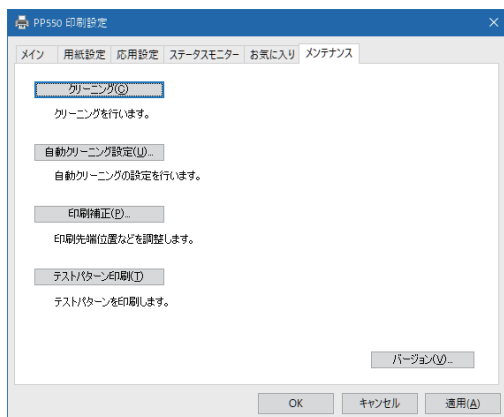 PP550 印刷設定
メイン 用紙設定 応用設定 ステータスモニター お気に入り メンテナンス
クリーニング(C)
クリーニングを行います。
自動クリーニング設定(U)...
自動クリーニングの設定を行います。
印刷補正(P)...
印刷先端位置などを調整します。
テストパターン印刷(T)
テストパターンを印刷します。
バージョン(V)...
OK キャンセル 適用(A)